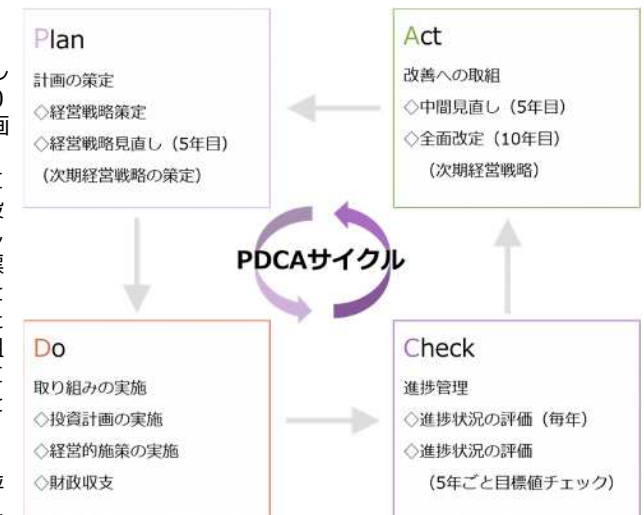 Plan
計画の策定
◇経営戦略策定
◇経営戦略見直し（5年目）
（次期経営戦略の策定）
Act
改善への取組
◇中間見直し（5年目）
◇全面改定（10年目）
（次期経営戦略）
PDCAサイクル
Do
取り組みの実施
◇投資計画の実施
◇経営的施策の実施
◇財政収支
Check
進捗管理
◇進捗状況の評価（毎年）
◇進捗状況の評価
（5年ごと目標値チェック）